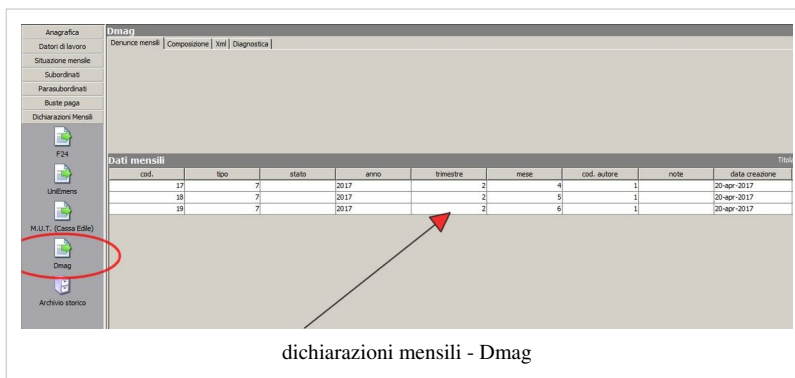 Anagrafica
Datori di lavoro
Situazione mensile
Subordinati
Parasubordinati
Buste paga
Dichiarazioni Mensili
F24
UniEmens
M.U.T. (Cassa Edile)
Dmag
Archivio storico
Dmag
Denunce mensili Composizione Xml Diagnostica
Dati mensili
cod. tipo stato anno trimestre mese cod. autore note data creazione
17 7 2017 2 4 1 20-apr-2017
18 7 2017 2 5 1 20-apr-2017
19 7 2017 2 6 1 20-apr-2017
dichiarazioni mensili - Dmag